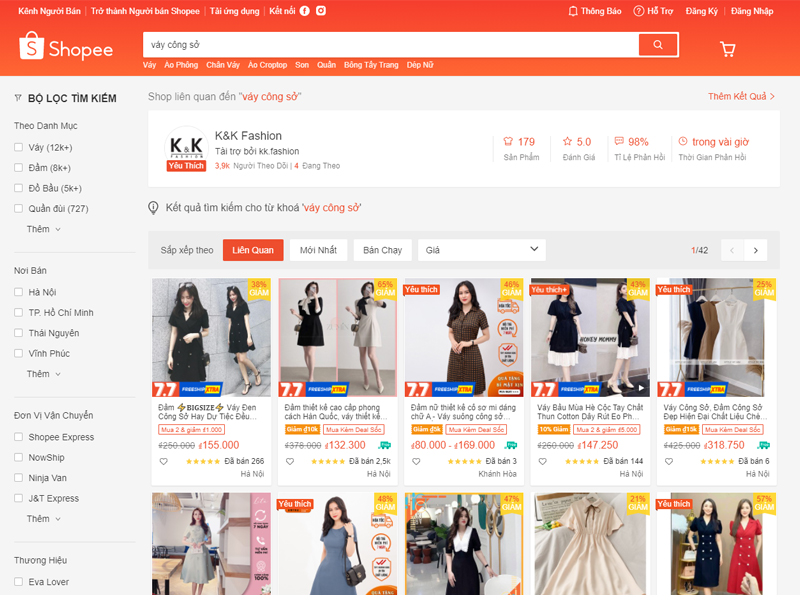 Kênh Người Bán
Trở thành Người bán Shopee
Tải ứng dụng
Kết nối
Thông Báo
Hỗ Trợ
Đăng Ký
Đăng Nhập
Shopee
váy công sở
Váy
Áo Phông
Chân Váy
Áo Croptop
Son
Quần
Bông Tẩy Trang
Dép Nữ
BỘ LỌC TÌM KIẾM
Theo Danh Mục
Váy (12k+)
Đầm (8k+)
Đồ Bầu (5k+)
Quần đùi (727)
Thêm
Nơi Bán
Hà Nội
TP. Hồ Chí Minh
Thái Nguyên
Vĩnh Phúc
Thêm
Đơn Vị Vận Chuyển
Shopee Express
NowShip
Ninja Van
J&T Express
Thêm
Thương Hiệu
Eva Lover
Shop liên quan đến "váy công sở"
Thêm Kết Quả >
K&K
FASHION
Yêu Thích
K&K Fashion
Tài trợ bởi kk.fashion
3,9k Người Theo Dõi | 4 Đang Theo
179
Sản Phẩm
5.0
Đánh Giá
98%
Tỉ Lệ Phản Hồi
trong vài giờ
Thời Gian Phản Hồi
Kết quả tìm kiếm cho từ khoá 'váy công sở'
Sắp xếp theo
Liên Quan
Mới Nhất
Bán Chạy
Giá
1/42
38%
GIẢM
7.7 FREESHIP XTRA
Đầm ⚡BIGSIZE⚡ Váy Đen
Công Sở Hay Dự Tiệc Đều...
Mua 2 & giảm ₫1.000
₫250.000 ₫155.000
Đã bán 266
Hà Nội
65%
GIẢM
7.7 FREESHIP XTRA
Đầm thiết kế cao cấp phong
cách Hàn Quốc, váy thiết kế...
Giảm ₫10k
Mua Kèm Deal Sốc
₫378.000 ₫132.300
Đã bán 2,5k
Hà Nội
Yêu thích
46%
GIẢM
7.7 FREESHIP XTRA
Đầm nữ thiết kế cổ sơ mi dáng
chữ A - Váy suông công sở...
Giảm ₫5k
Mua Kèm Deal Sốc
₫80.000 - ₫169.000
Đã bán 3
Khánh Hòa
Yêu thích+
43%
GIẢM
HONEY MOMMY
7.7 FREESHIP XTRA
Váy Bầu Mùa Hè Cộc Tay Chất
Thun Cotton Dây Rút Eo Ph...
10% Giảm
Mua 2 & giảm ₫5.000
₫260.000 ₫147.250
Đã bán 144
Hà Nội
Yêu thích
25%
GIẢM
7.7 FREESHIP XTRA
Váy Công Sở, Đầm Công Sở
Đẹp Hiện Đại Chất Liệu Chế...
Giảm ₫15k
Mua Kèm Deal Sốc
₫425.000 ₫318.750
Đã bán 6
Hà Nội
100%
Yêu thích
48%
GIẢM
47%
GIẢM
21%
GIẢM
Yêu thích
57%
GIẢM